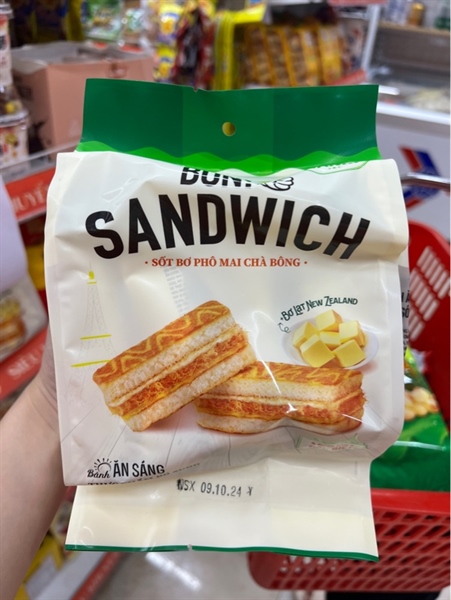 SANDWICH
• SỐT BƠ PHÔ MAI CHÀ BÔNG •
BƠ LẠT NEW ZEALAND
Bánh ĂN SÁNG
NSX 09.10.24